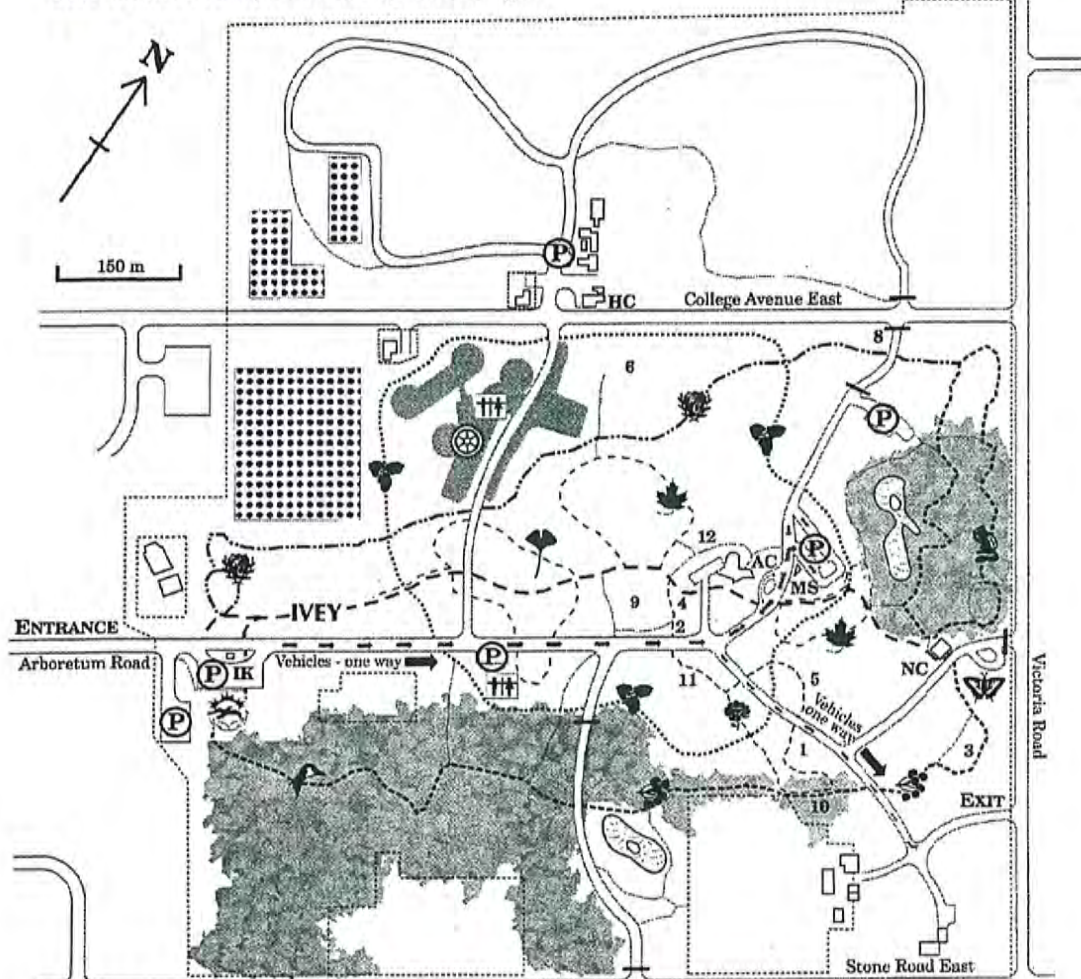 N
150 m
P
HC
College Avenue East
8
6
P
12
AC
P
MS
IVEY
9
4
2
ENTRANCE
Arboretum Road
P
IK
Vehicles - one way
P
NC
11
5
Vehicles
one way
P
1
3
10
EXIT
Victoria Road
Stone Road East